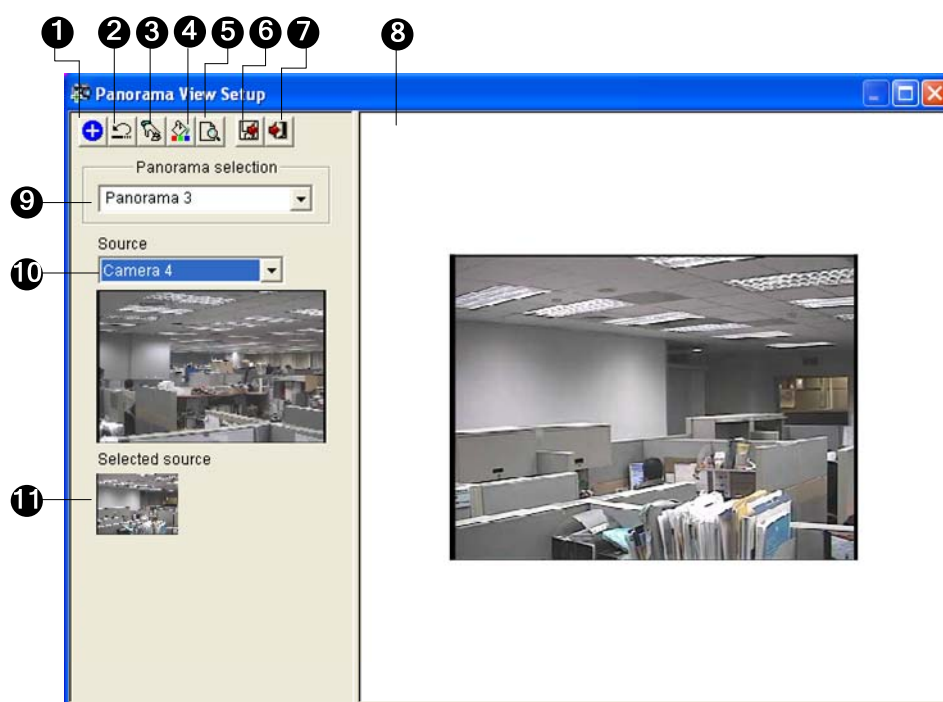 1 2 3 4 5 6 7 8
Panorama View Setup
Panorama selection
9
Panorama 3
Source
10
Camera 4
Selected source
11